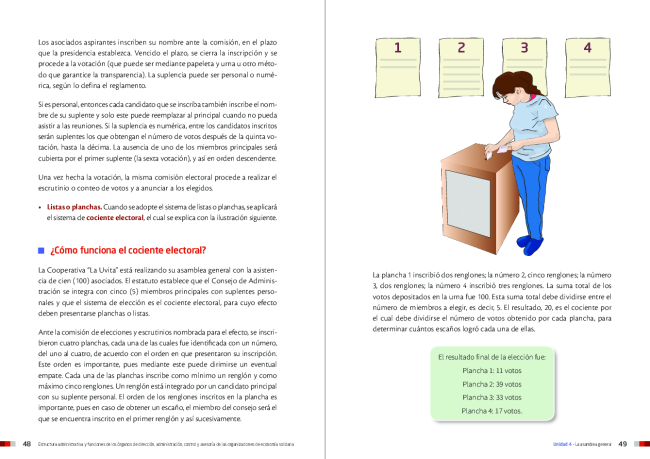 Los asociados aspirantes inscriben su nombre ante la comisión, en el plazo
que la presidencia establezca. Vencido el plazo, se cierra la inscripción y se
procede a la votación (que puede ser mediante papeleta y urna u otro méto-
do que garantice la transparencia). La suplencia puede ser personal o numé-
rica, según lo defina el reglamento.
Si es personal, entonces cada candidato que se inscriba también inscribe el nom-
bre de su suplente y solo este puede reemplazar al principal cuando no pueda
asistir a las reuniones. Si la suplencia es numérica, entre los candidatos inscritos
serán suplentes los que obtengan el número de votos después de la quinta vo-
tación, hasta la décima. La ausencia de uno de los miembros principales será
cubierta por el primer suplente (la sexta votación), y así en orden descendente.
Una vez hecha la votación, la misma comisión electoral procede a realizar el
escrutinio o conteo de votos y a anunciar a los elegidos.
• Listas o planchas. Cuando se adopte el sistema de listas o planchas, se aplicará
el sistema de cociente electoral, el cual se explica con la ilustración siguiente.
¿Cómo funciona el cociente electoral?
La Cooperativa "La Uvita" está realizando su asamblea general con la asisten-
cia de cien (100) asociados. El estatuto establece que el Consejo de Adminis-
tración se integra con cinco (5) miembros principales con suplentes perso-
nales y que el sistema de elección es el cociente electoral, para cuyo efecto
deben presentarse planchas o listas.
Ante la comisión de elecciones y escrutinios nombrada para el efecto, se inscri-
bieron cuatro planchas, cada una de las cuales fue identificada con un número,
del uno al cuatro, de acuerdo con el orden en que presentaron su inscripción.
Este orden es importante, pues mediante este puede dirimirse un eventual
empate. Cada una de las planchas inscribe como mínimo un renglón y como
máximo cinco renglones. Un renglón está integrado por un candidato principal
con su suplente personal. El orden de los renglones inscritos en la plancha es
importante, pues en caso de obtener un escaño, el miembro del consejo será el
que se encuentra inscrito en el primer renglón y así sucesivamente.
48 Estructura administrativa y funciones de los órganos de dirección, administración, control y asesoría de las organizaciones de economía solidaria
1 2 3 4
La plancha 1 inscribió dos renglones; la número 2, cinco renglones; la número
3, dos renglones; la número 4 inscribió tres renglones. La suma total de los
votos depositados en la urna fue 100. Esta suma total debe dividirse entre el
número de miembros a elegir, es decir, 5. El resultado, 20, es el cociente por
el cual debe dividirse el número de votos obtenido por cada plancha, para
determinar cuántos escaños logró cada una de ellas.
El resultado final de la elección fue:
Plancha 1: 11 votos
Plancha 2: 39 votos
Plancha 3: 33 votos
Plancha 4: 17 votos.
Unidad 4 - La asamblea general 49